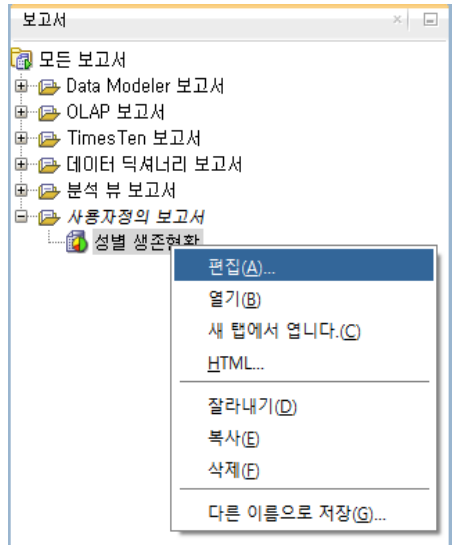 보고서
모든 보고서
Data Modeler 보고서
OLAP 보고서
TimesTen 보고서
데이터 딕셔너리 보고서
분석 뷰 보고서
사용자정의 보고서
성별 생존현황
편집(A)...
열기(B)
새 탭에서 엽니다.(C)
HTML...
잘라내기(D)
복사(E)
삭제(F)
다른 이름으로 저장(G)...